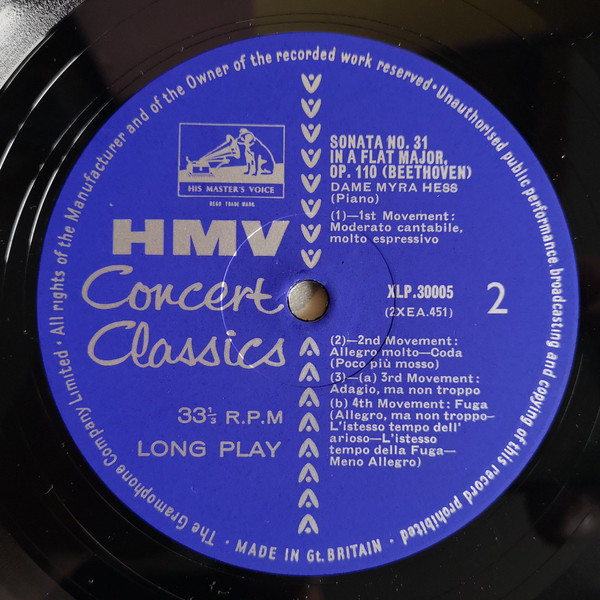 The Gramophone Company Limited · All rights of the Manufacturer and of the Owner of the recorded work reserved · Unauthorised public performance broadcasting and copying of this record prohibited
HIS MASTER'S VOICE
REGD TRADE MARK
HMV
Concert
Classics
33⅓ R.P.M
LONG PLAY
SONATA NO. 31
IN A FLAT MAJOR,
OP. 110 (BEETHOVEN)
DAME MYRA HESS
(Piano)
(1)—1st Movement:
Moderato cantabile,
molto espressivo
XLP.30005
(2XEA.451)
2
(2)—2nd Movement:
Allegro molto—Coda
(Poco più mosso)
(3)—(a) 3rd Movement:
Adagio, ma non troppo
(b) 4th Movement: Fuga
(Allegro, ma non troppo—
L'istesso tempo dell'
arioso—L'istesso
tempo della Fuga—
Meno Allegro)
· MADE IN Gt. BRITAIN ·